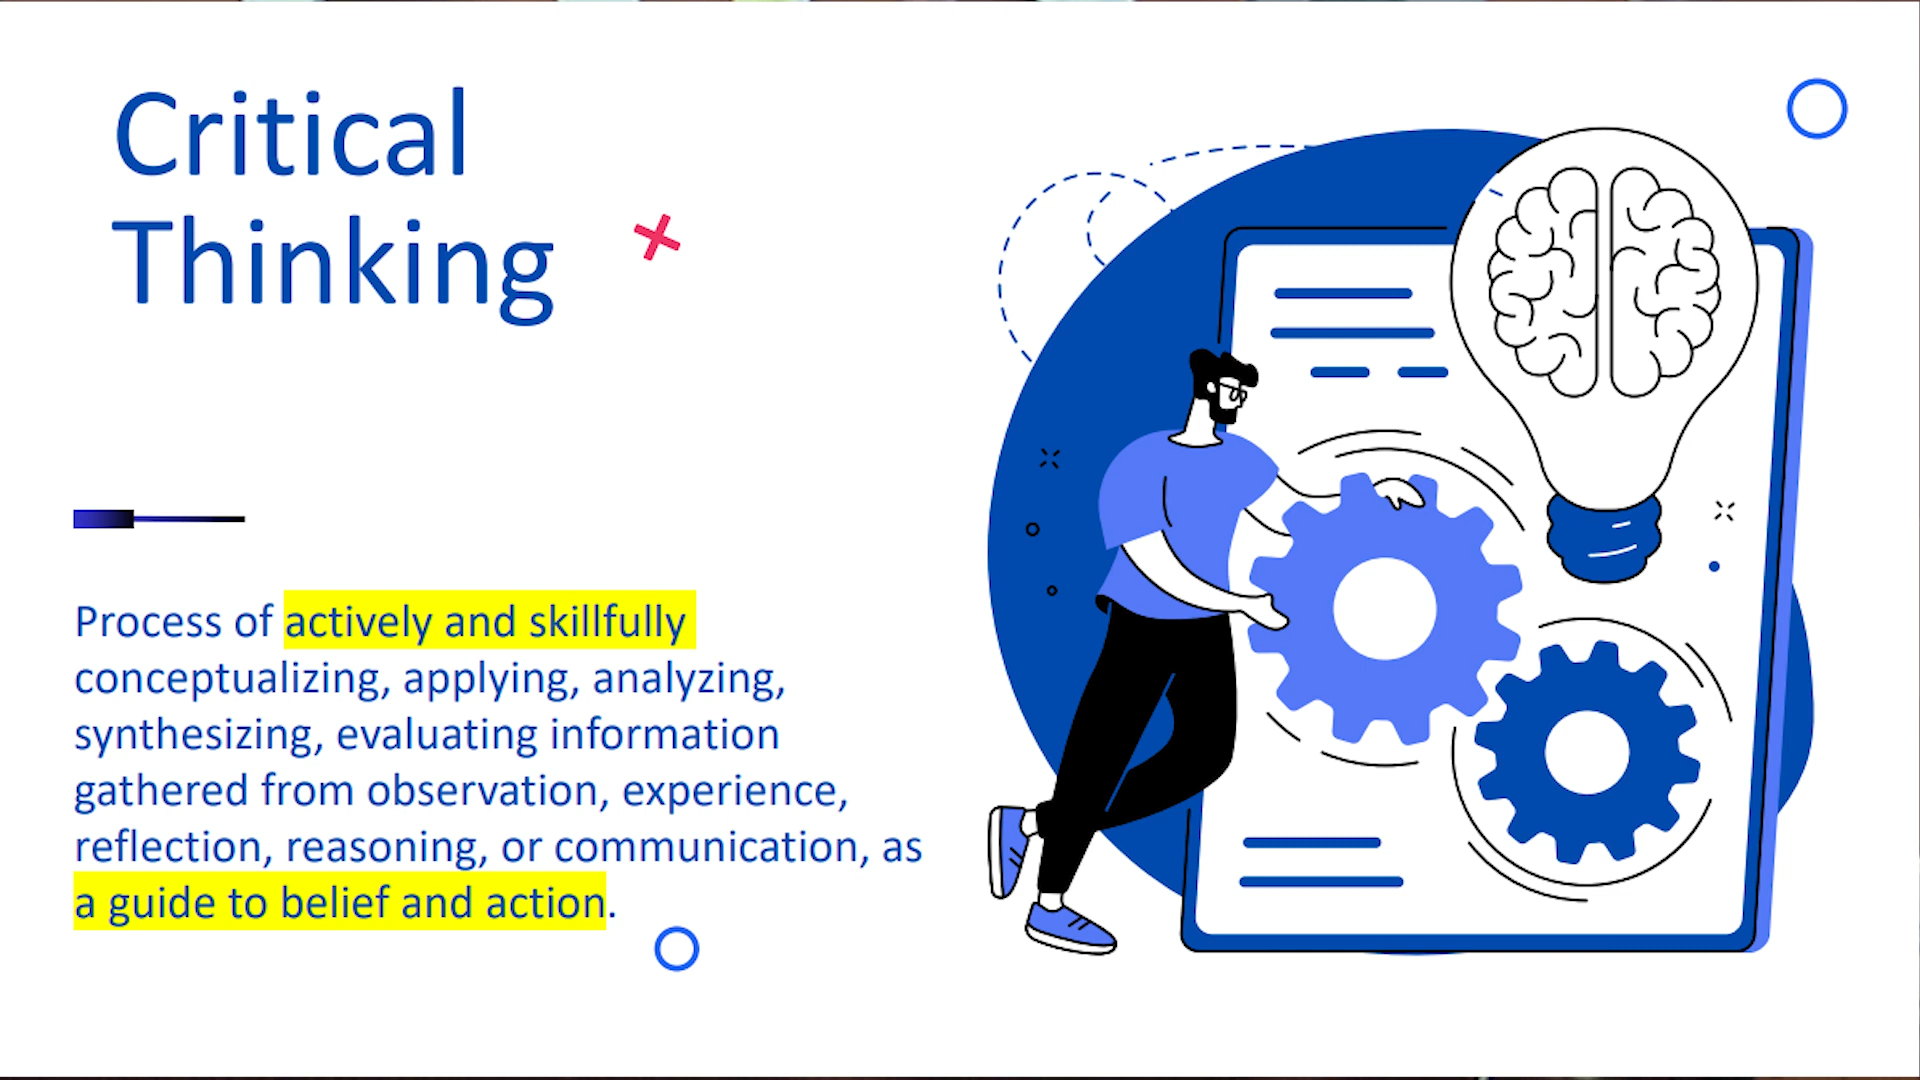 Critical
Thinking
Process of actively and skillfully
conceptualizing, applying, analyzing,
synthesizing, evaluating information
gathered from observation, experience,
reflection, reasoning, or communication, as
a guide to belief and action.